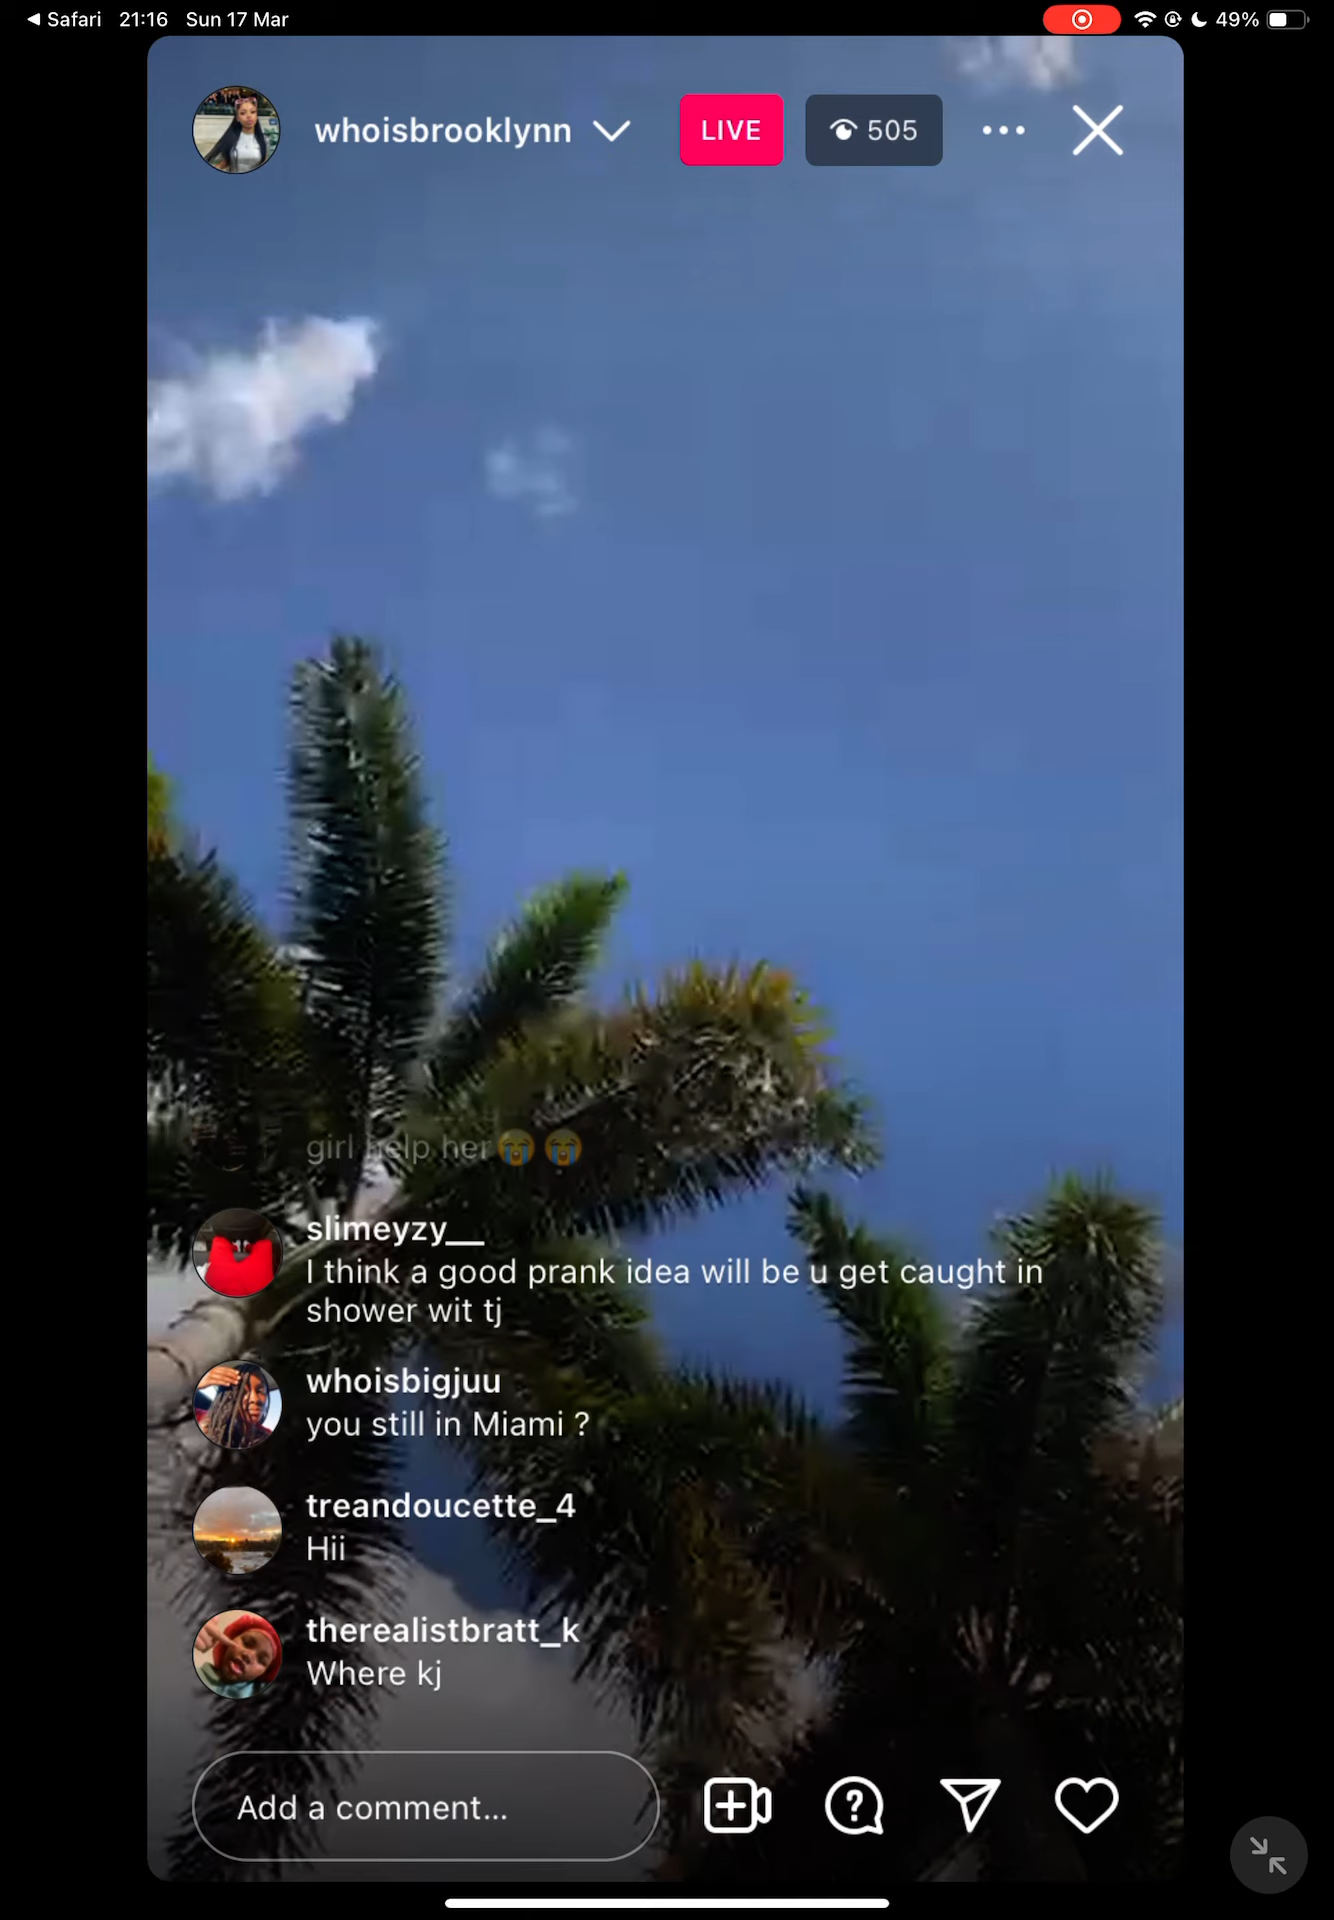 Safari 21:16 Sun 17 Mar 49%
whoisbrooklynn LIVE 505
girl help her😭😭
slimeyzy__
I think a good prank idea will be u get caught in
shower wit tj
whoisbigjuu
you still in Miami ?
treandoucette_4
Hii
therealistbratt_k
Where kj
Add a comment...